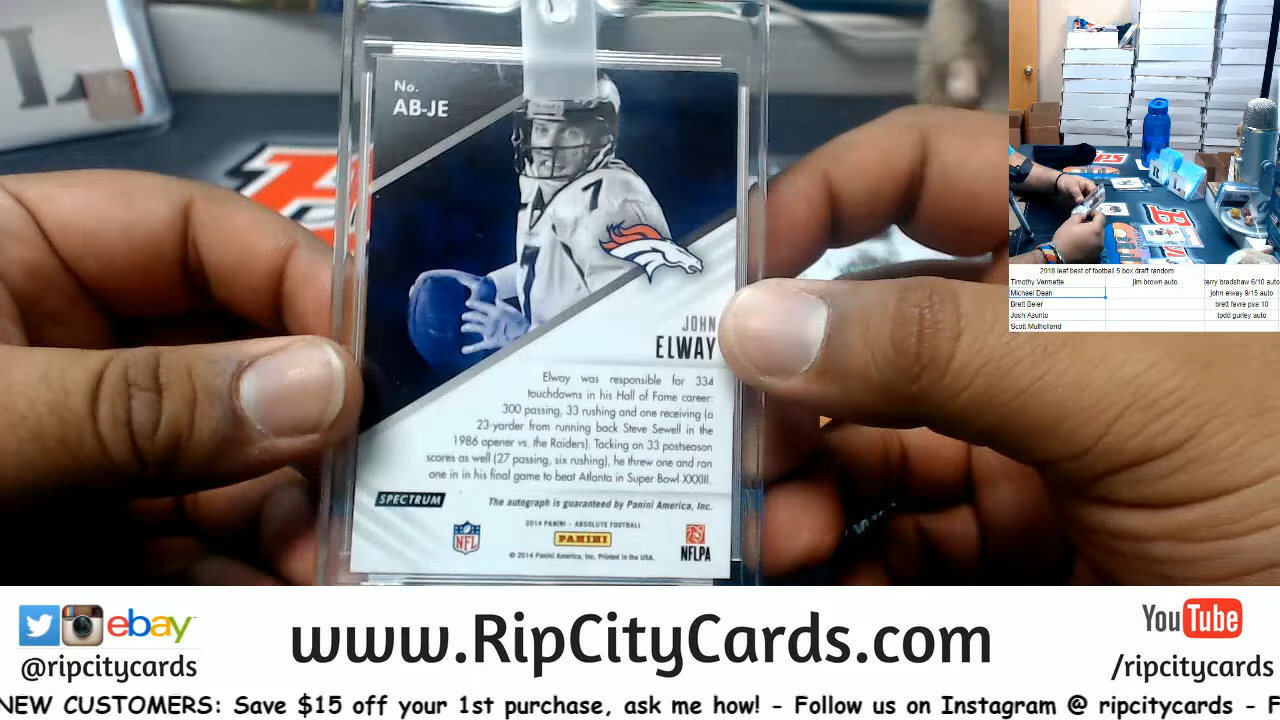 No.
AB-JE
7
7
JOHN
ELWAY
Elway was responsible for 334
touchdowns in his Hall of Fame career:
300 passing, 33 rushing and one receiving (a
23-yarder from running back Steve Sewell in the
1986 opener vs. the Raiders). Tacking on 33 postseason
scores as well (27 passing, six rushing), he threw one and ran
one in in his final game to beat Atlanta in Super Bowl XXXIII.
SPECTRUM
The autograph is guaranteed by Panini America, Inc.
2014 PANINI - ABSOLUTE FOOTBALL
PANINI
© 2014 Panini America, Inc. Printed in the USA.
NFL
NFLPA
2018 leaf best of football 5 box draft random
Timothy Vermette jim brown auto terry bradshaw 6/10 auto
Michael Dean john elway 9/15 auto
Brett Beier brett favre psa 10
Josh Asunto todd gurley auto
Scott Mulholland
ebay
@ripcitycards
www.RipCityCards.com
YouTube
/ripcitycards
NEW CUSTOMERS: Save $15 off your 1st purchase, ask me how! - Follow us on Instagram @ ripcitycards - F